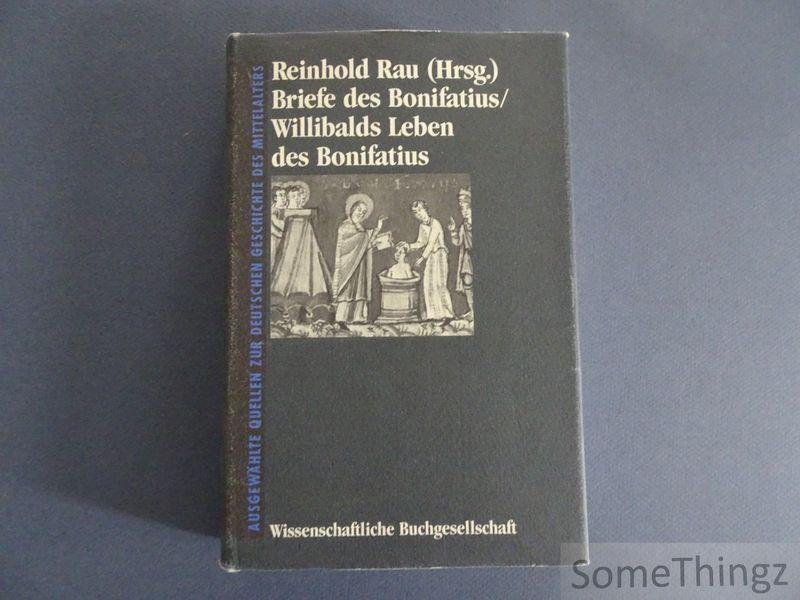 Reinhold Rau (Hrsg.)
Briefe des Bonifatius/
Willibalds Leben
des Bonifatius
AUSGEWÄHLTE QUELLEN ZUR DEUTSCHEN GESCHICHTE DES MITTELALTERS
Wissenschaftliche Buchgesellschaft
SomeThingz